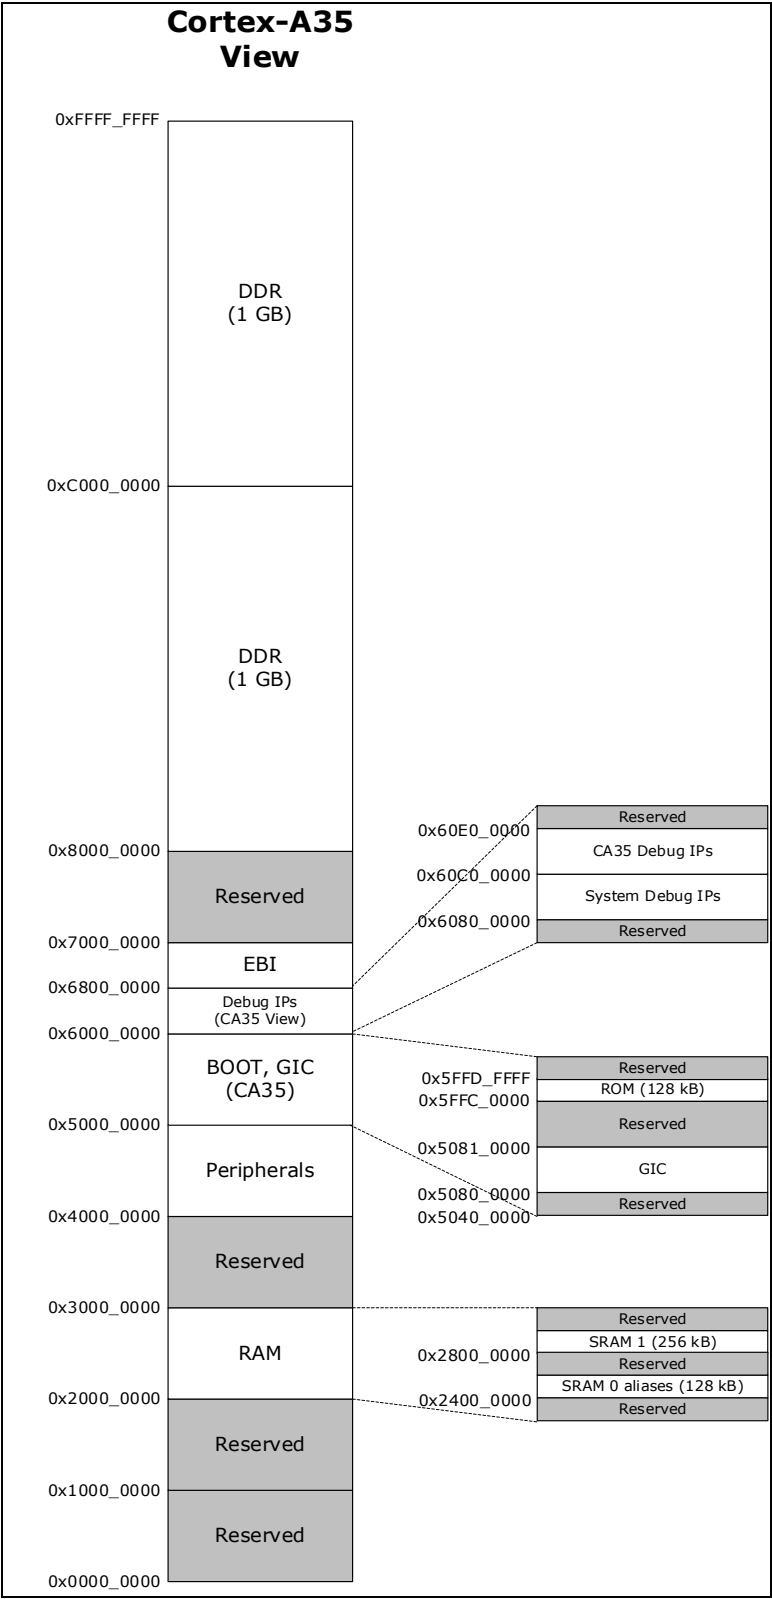 Cortex-A35
View
0xFFFF_FFFF
DDR
(1 GB)
0xC000_0000
DDR
(1 GB)
0x8000_0000
Reserved
0x7000_0000
EBI
0x6800_0000
Debug IPs
(CA35 View)
0x6000_0000
BOOT, GIC
(CA35)
0x5000_0000
Peripherals
0x4000_0000
Reserved
0x3000_0000
RAM
0x2000_0000
Reserved
0x1000_0000
Reserved
0x0000_0000
Reserved
0x60E0_0000
CA35 Debug IPs
0x60C0_0000
System Debug IPs
0x6080_0000
Reserved
Reserved
0x5FFD_FFFF
ROM (128 kB)
0x5FFC_0000
Reserved
0x5081_0000
GIC
0x5080_0000
Reserved
0x5040_0000
Reserved
SRAM 1 (256 kB)
0x2800_0000
Reserved
SRAM 0 aliases (128 kB)
0x2400_0000
Reserved